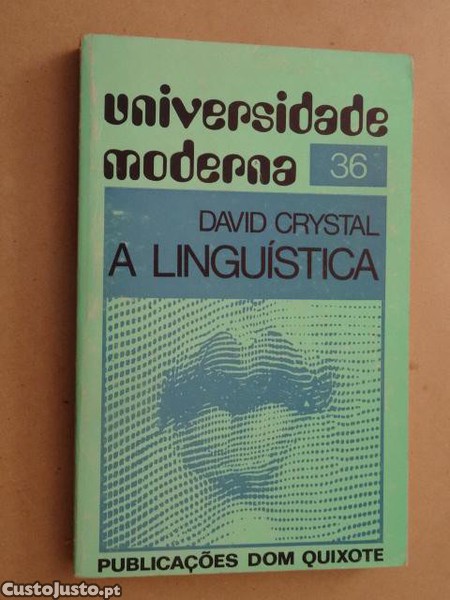 universidade
moderna 36
DAVID CRYSTAL
A LINGUÍSTICA
PUBLICAÇÕES DOM QUIXOTE
CustoJusto.pt